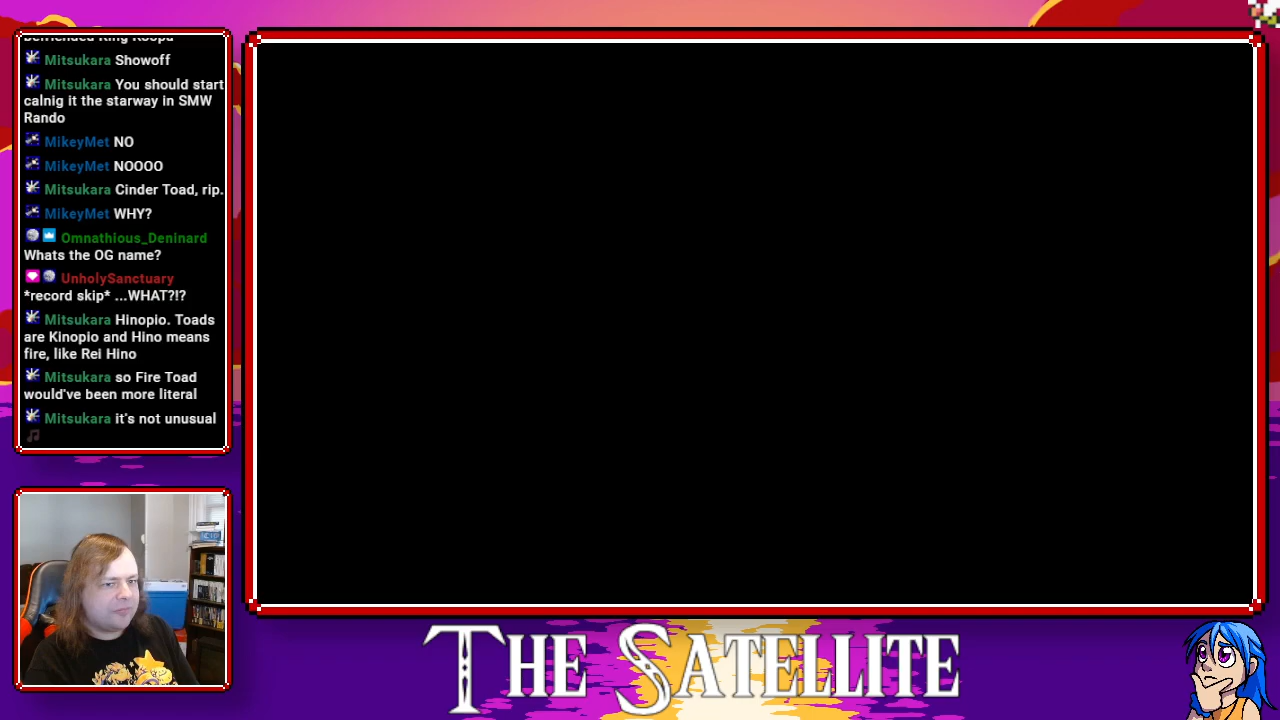 Mitsukara Showoff
Mitsukara You should start
calnig it the starway in SMW
Rando
MikeyMet NO
MikeyMet NOOOO
Mitsukara Cinder Toad, rip.
MikeyMet WHY?
Omnathious_Deninard
Whats the OG name?
UnholySanctuary
*record skip* ...WHAT?!?
Mitsukara Hinopio. Toads
are Kinopio and Hino means
fire, like Rei Hino
Mitsukara so Fire Toad
would've been more literal
Mitsukara it's not unusual
THE SATELLITE